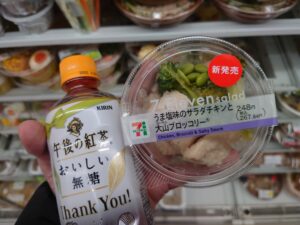 KIRIN
午後の紅茶
おいしい
無糖
Thank You!
新発売
うま塩味のサラダチキンと
大山ブロッコリー®
248円
Chicken, Broccoli & Salty Sauce